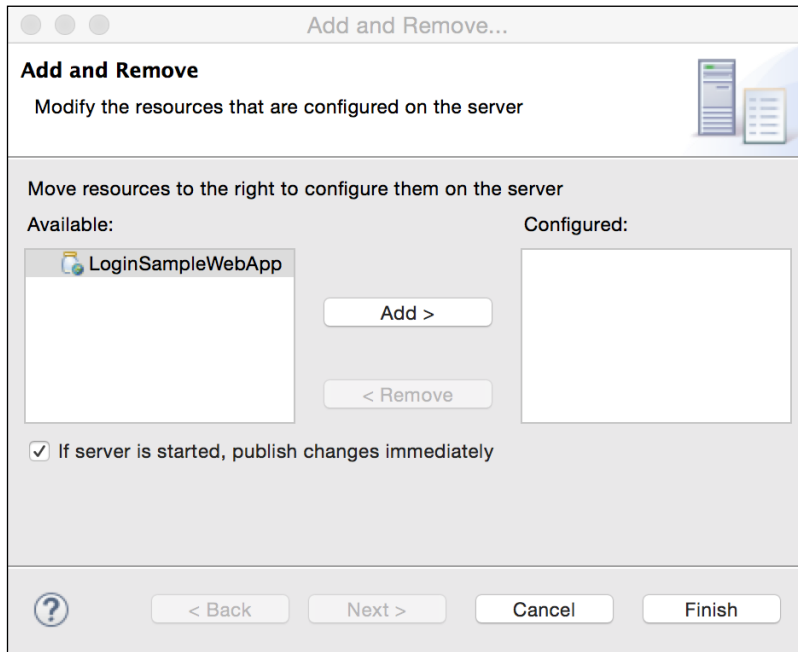 Add and Remove...
Add and Remove
Modify the resources that are configured on the server
Move resources to the right to configure them on the server
Available:
Configured:
LoginSampleWebApp
Add >
< Remove
If server is started, publish changes immediately
?
< Back
Next >
Cancel
Finish